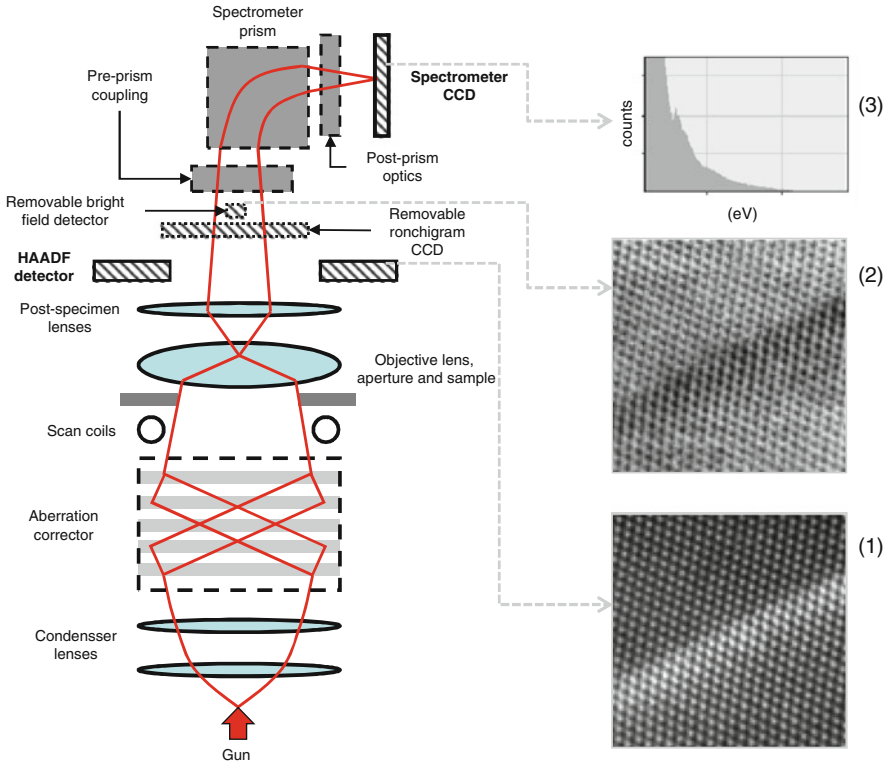 Spectrometer
prism
Pre-prism
coupling
Spectrometer
CCD
Post-prism
optics
Removable bright
field detector
Removable
ronchigram
CCD
HAADF
detector
Post-specimen
lenses
Objective lens,
aperture and sample
Scan coils
Aberration
corrector
Condensser
lenses
Gun
counts
(eV)
(3)
(2)
(1)